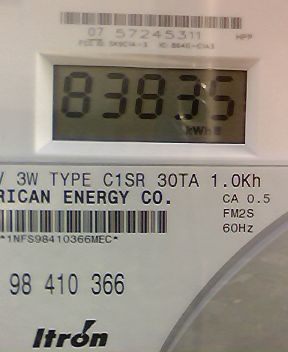 07 57245311
HPP
83835
kWh
V 3W TYPE C1SR 30TA 1.0Kh
RICAN ENERGY CO.
CA 0.5
FM2S
60Hz
*1NFS98410366MEC*
98 410 366
Itron